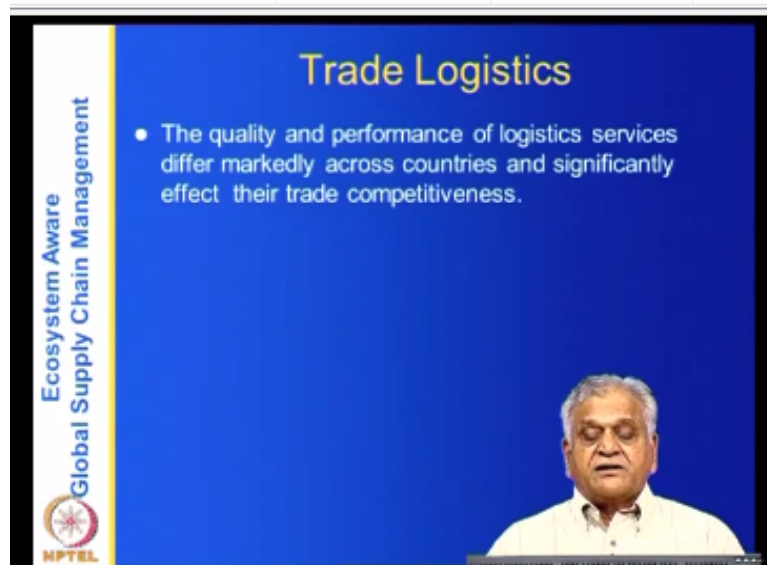 Trade Logistics
The quality and performance of logistics services
differ markedly across countries and significantly
effect their trade competitiveness.
Ecosystem Aware
Global Supply Chain Management
NPTEL